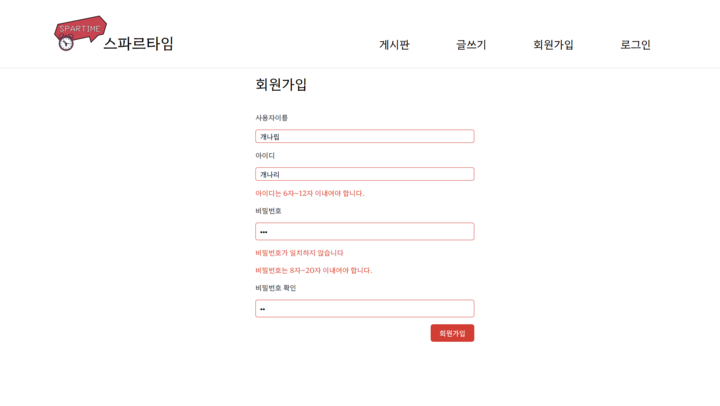 SPARTIME
스파르타임
게시판
글쓰기
회원가입
로그인
회원가입
사용자이름
개나립
아이디
개나리
아이디는 6자~12자 이내여야 합니다.
비밀번호
•••
비밀번호가 일치하지 않습니다
비밀번호는 8자~20자 이내여야 합니다.
비밀번호 확인
••
회원가입